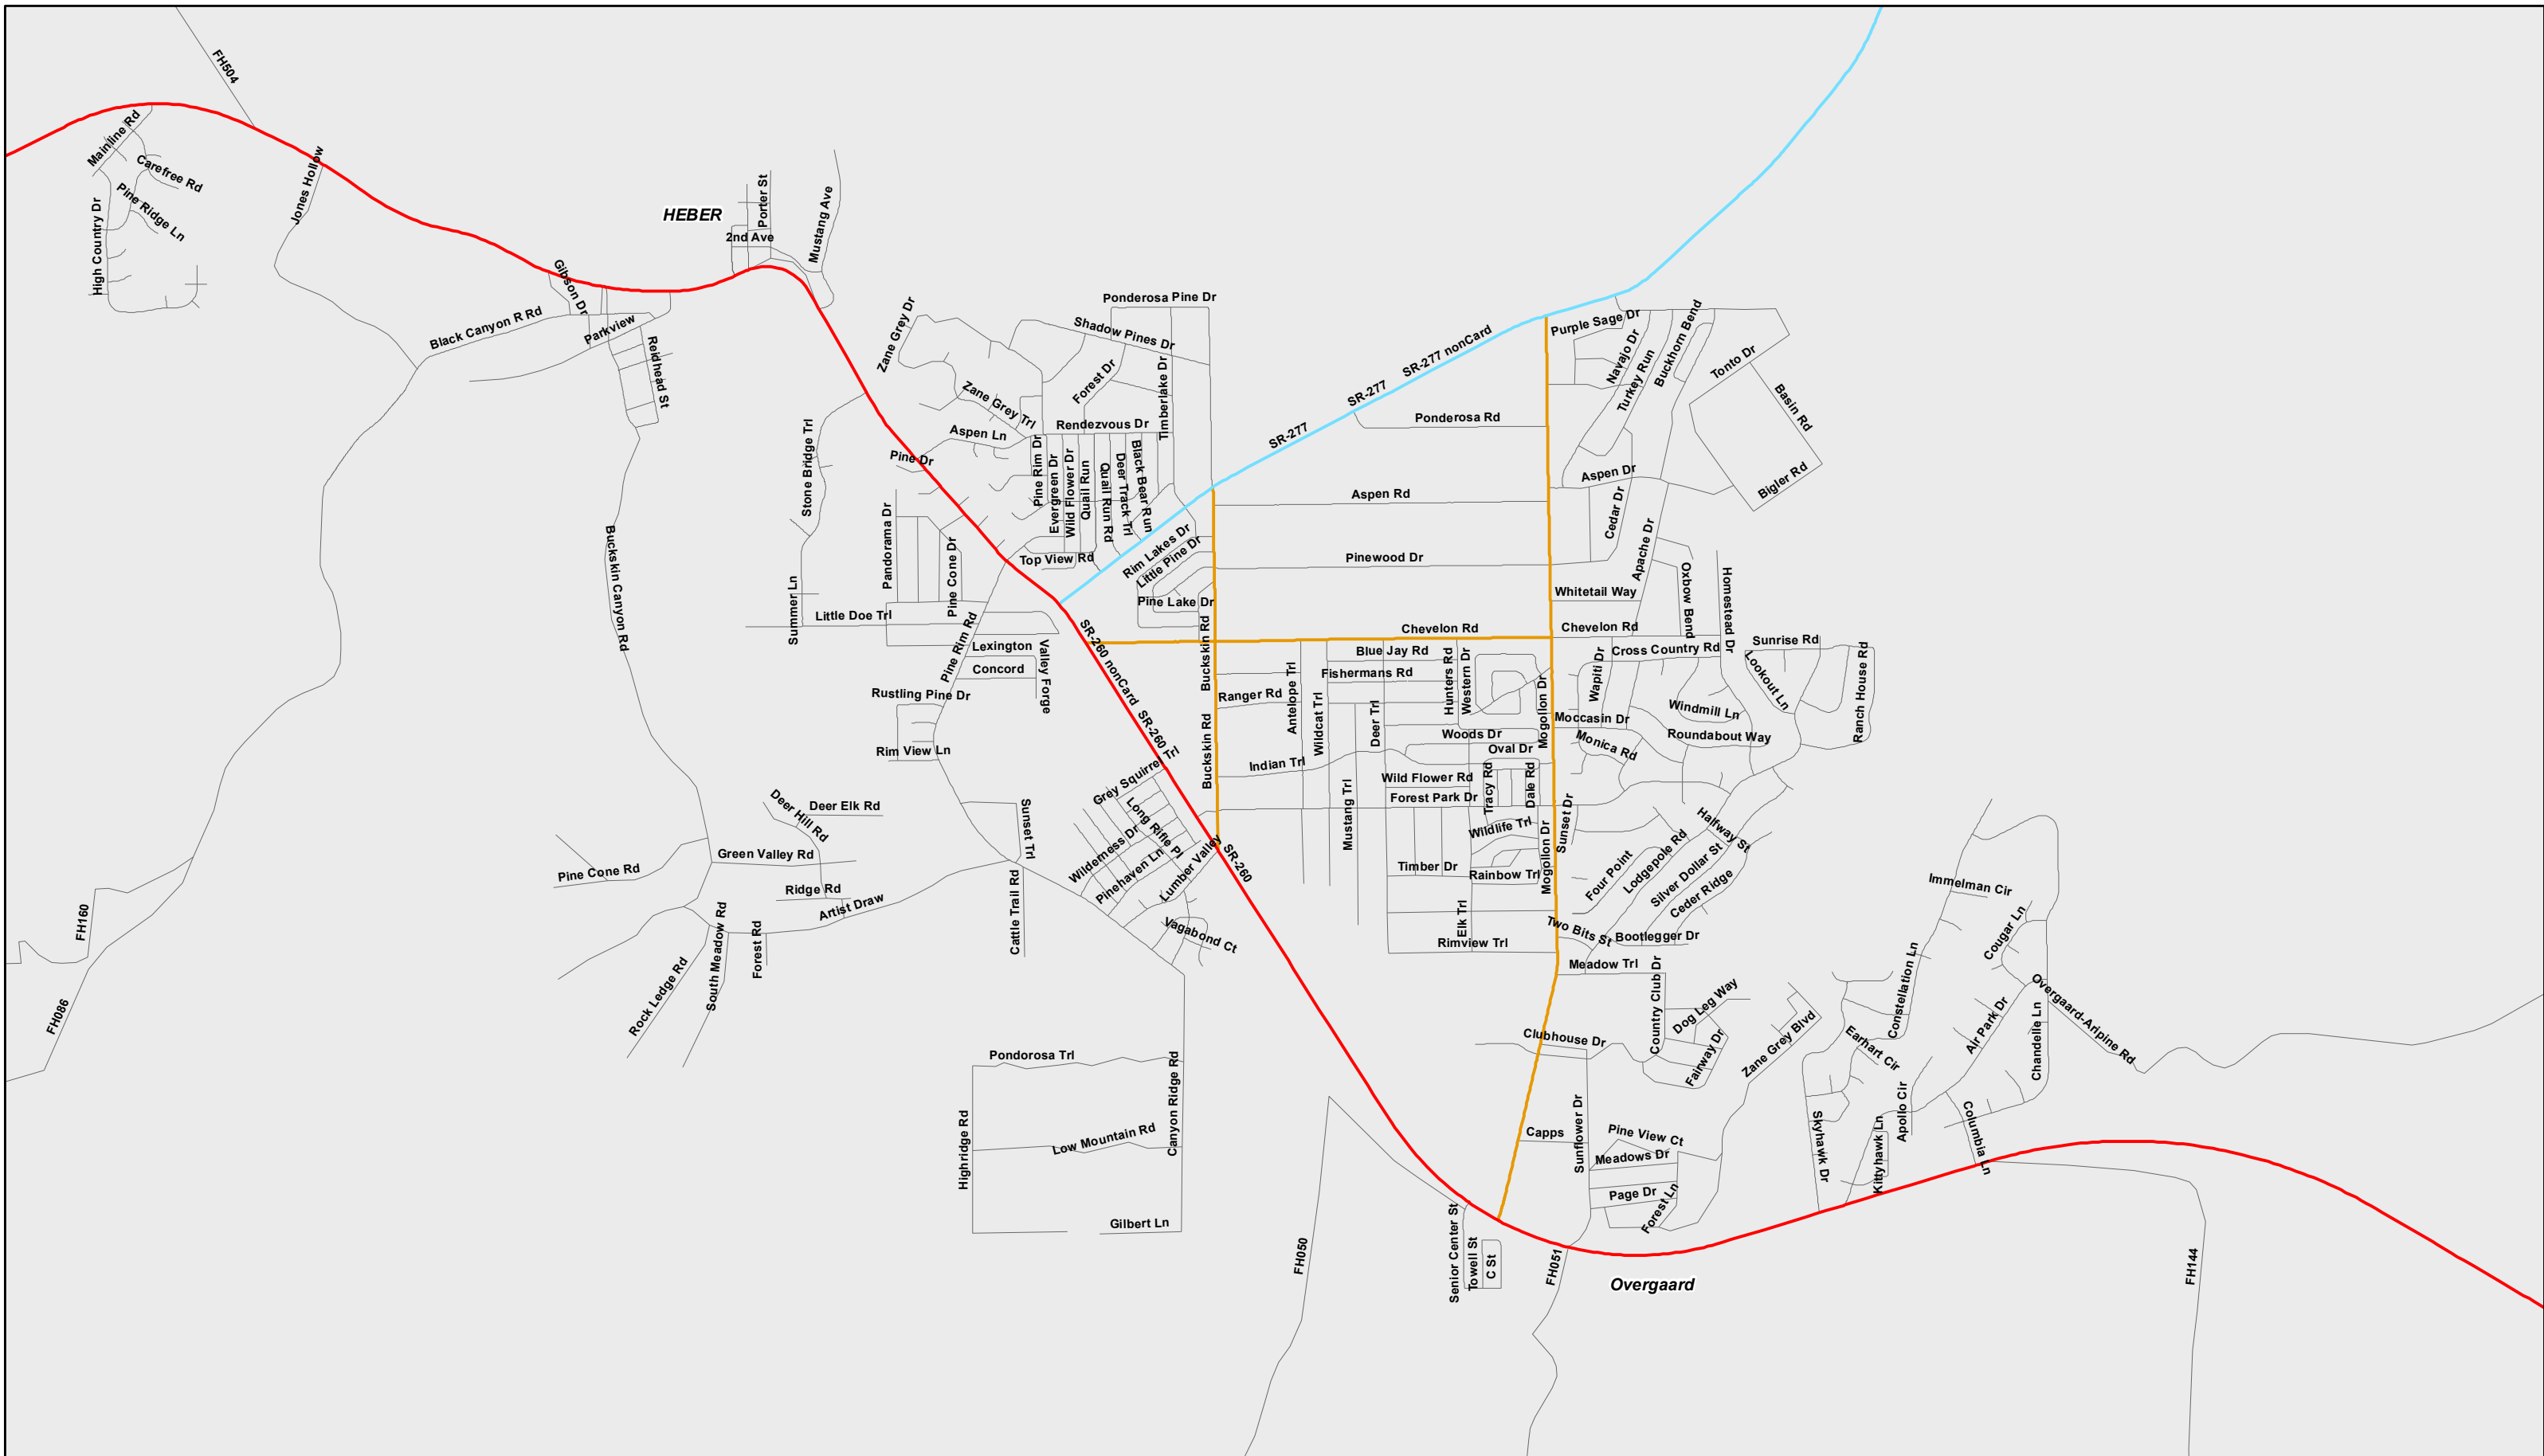 FH504
Mainline Rd
Carefree Rd
Pine Ridge Ln
High Country Dr
Jones Hollow
HEBER
Porter St
2nd Ave
Mustang Ave
Gibson Dr
Black Canyon R Rd
Parkview
Reidhead St
Zane Grey Dr
Ponderosa Pine Dr
Shadow Pines Dr
Forest Dr
Timberlake Dr
Zane Grey Trl
Aspen Ln
Rendezvous Dr
Pine Dr
Stone Bridge Trl
Pine Rim Dr
Evergreen Dr
Wild Flower Dr
Quail Run
Quail Run Rd
Deer Track Trl
Black Bear Run
SR-277
SR-277
SR-277 nonCard
Purple Sage Dr
Navajo Dr
Turkey Run
Buckhorn Bend
Tonto Dr
Basin Rd
Bigler Rd
Ponderosa Rd
Aspen Rd
Aspen Dr
Cedar Dr
Pandorama Dr
Pine Cone Dr
Top View Rd
Rim Lakes Dr
Little Pine Dr
Pine Lake Dr
Pinewood Dr
Apache Dr
Whitetail Way
Oxbow Bend
Homestead Dr
Buckskin Canyon Rd
Summer Ln
Little Doe Trl
Pine Rim Rd
Lexington
Concord
Valley Forge
SR-260 nonCard
SR-260
Buckskin Rd
Chevelon Rd
Chevelon Rd
Blue Jay Rd
Fishermans Rd
Hunters Rd
Western Dr
Cross Country Rd
Sunrise Rd
Lookout Ln
Ranch House Rd
Wapiti Dr
Rustling Pine Dr
Rim View Ln
Ranger Rd
Antelope Trl
Wildcat Trl
Deer Trl
Mogollon Dr
Moccasin Dr
Windmill Ln
Roundabout Way
Monica Rd
Buckskin Rd
Woods Dr
Oval Dr
Indian Trl
Wild Flower Rd
Forest Park Dr
Tracy Rd
Dale Rd
Sunset Dr
Grey Squirrel Trl
Long Rifle Pl
Wilderness Dr
Pinehaven Ln
Lumber Valley
SR-260
Mustang Trl
Wildlife Trl
Timber Dr
Rainbow Trl
Mogollon Dr
Halfway St
Four Point
Lodgepole Rd
Silver Dollar St
Ceder Ridge
Deer Elk Rd
Deer Hill Rd
Sunset Trl
Green Valley Rd
Pine Cone Rd
Ridge Rd
Artist Draw
Cattle Trail Rd
Vagabond Ct
Elk Trl
Rimview Trl
Two Bits St
Bootlegger Dr
Meadow Trl
FH160
FH086
Rock Ledge Rd
South Meadow Rd
Forest Rd
Immelman Cir
Cougar Ln
Constellation Ln
Overgaard-Aripine Rd
Air Park Dr
Chandelle Ln
Earhart Cir
Apollo Cir
Columbia Ln
Skyhawk Dr
Kittyhawk Ln
Country Club Dr
Dog Leg Way
Fairway Dr
Zane Grey Blvd
Clubhouse Dr
Pondorosa Trl
Canyon Ridge Rd
Highridge Rd
Low Mountain Rd
Gilbert Ln
Capps
Sunflower Dr
Pine View Ct
Meadows Dr
Page Dr
Forest Ln
FH050
Senior Center St
Towell St
C St
FH051
Overgaard
FH144